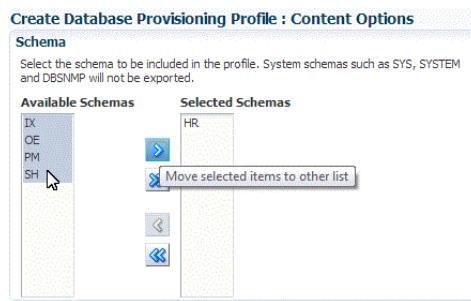 Create Database Provisioning Profile : Content Options
Schema
Select the schema to be included in the profile. System schemas such as SYS, SYSTEM
and DBSNMP will not be exported.
Available Schemas
Selected Schemas
IX
OE
PM
SH
HR
Move selected items to other list